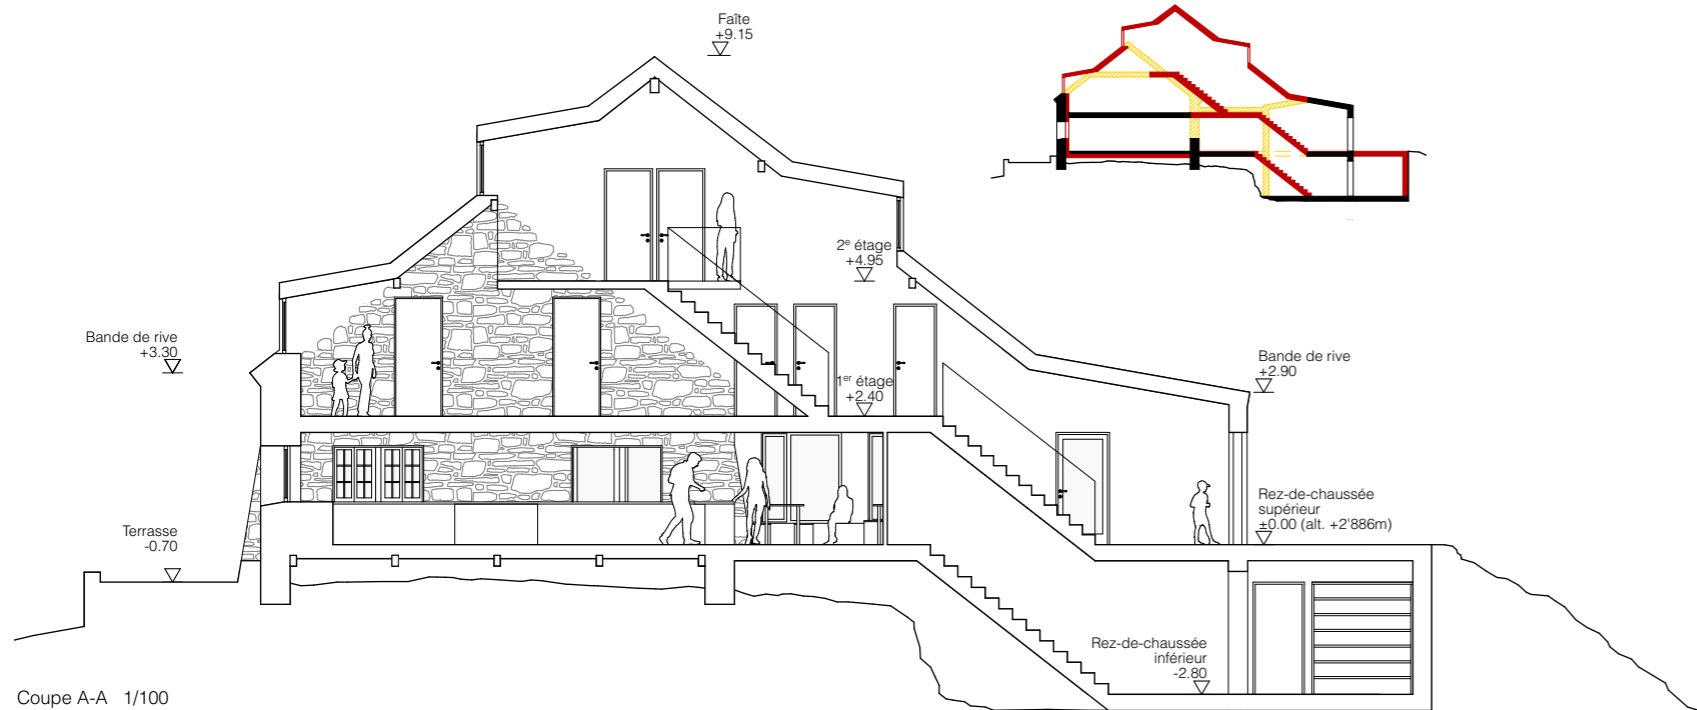 Faîte
+9.15
2e étage
+4.95
Bande de rive
+3.30
1er étage
+2.40
Bande de rive
+2.90
Terrasse
-0.70
Rez-de-chaussée
supérieur
±0.00 (alt. +2'886m)
Rez-de-chaussée
inférieur
-2.80
Coupe A-A 1/100